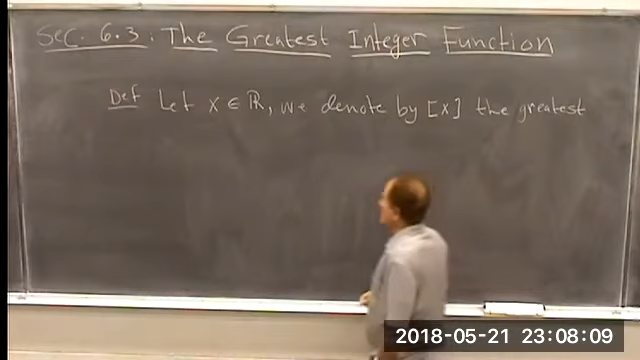 Sec. 6.3: The Greatest Integer Function
Def Let x ∈ ℝ, we denote by [x] the greatest
2018-05-21 23:08:09